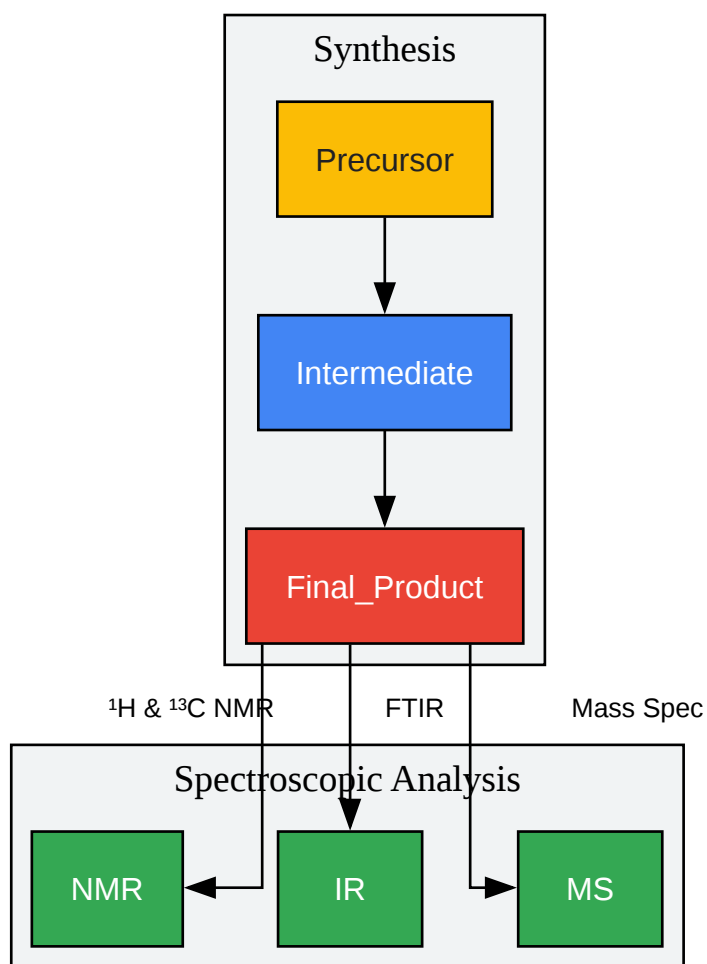 Synthesis
Precursor
Intermediate
Final_Product
¹H & ¹³C NMR FTIR Mass Spec
Spectroscopic Analysis
NMR IR MS